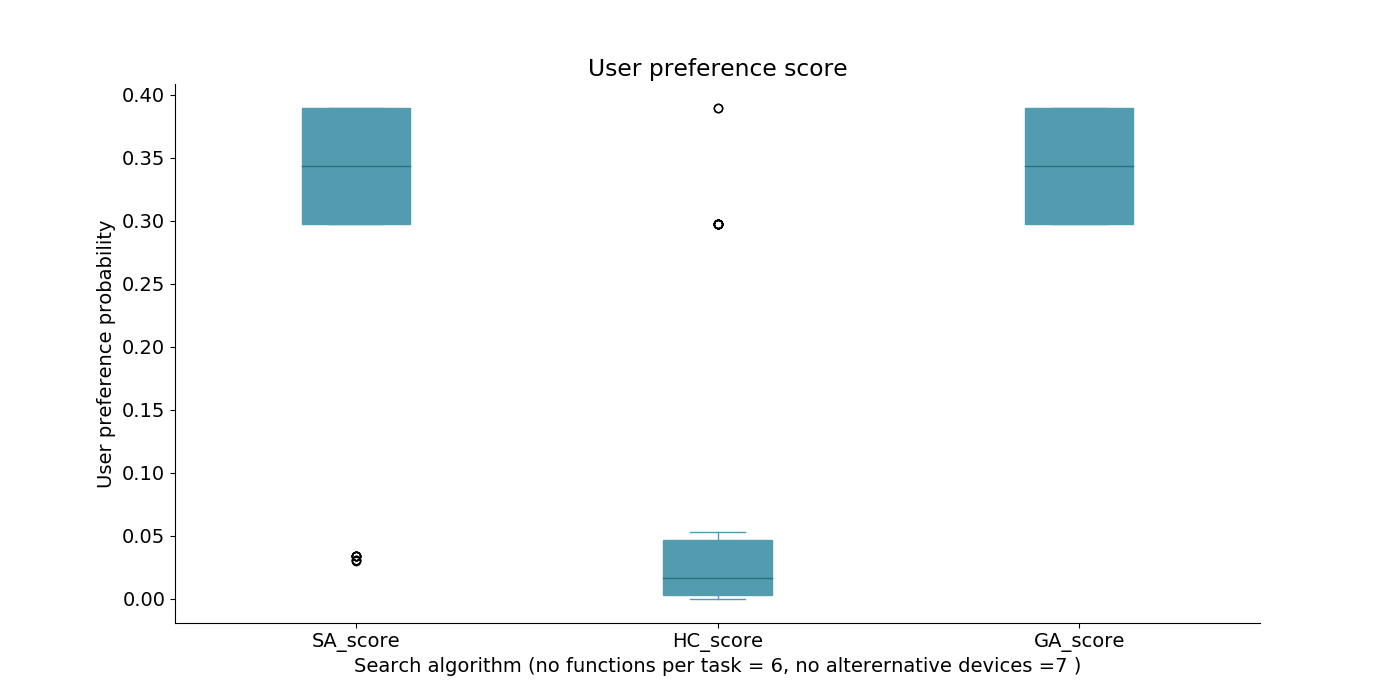 User preference score
User preference probability
0.40
0.35
0.30
0.25
0.20
0.15
0.10
0.05
0.00
SA_score
HC_score
GA_score
Search algorithm (no functions per task = 6, no alterernative devices =7 )